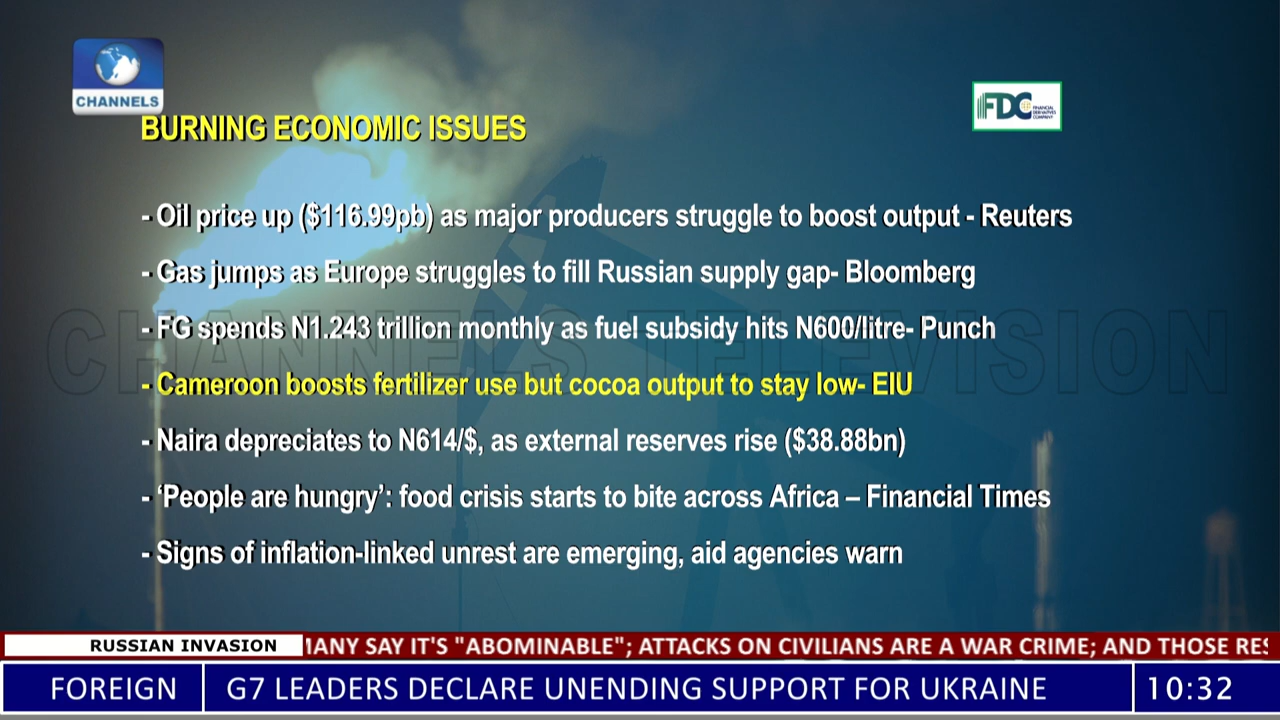 CHANNELS
FDC
FINANCIAL
DERIVATIVES
COMPANY
BURNING ECONOMIC ISSUES
- Oil price up ($116.99pb) as major producers struggle to boost output - Reuters
- Gas jumps as Europe struggles to fill Russian supply gap- Bloomberg
- FG spends N1.243 trillion monthly as fuel subsidy hits N600/litre- Punch
CHANNELS TELEVISION
- Cameroon boosts fertilizer use but cocoa output to stay low- EIU
- Naira depreciates to N614/$, as external reserves rise ($38.88bn)
- ‘People are hungry’: food crisis starts to bite across Africa – Financial Times
- Signs of inflation-linked unrest are emerging, aid agencies warn
RUSSIAN INVASION MANY SAY IT'S "ABOMINABLE"; ATTACKS ON CIVILIANS ARE A WAR CRIME; AND THOSE RES
FOREIGN G7 LEADERS DECLARE UNENDING SUPPORT FOR UKRAINE 10:32